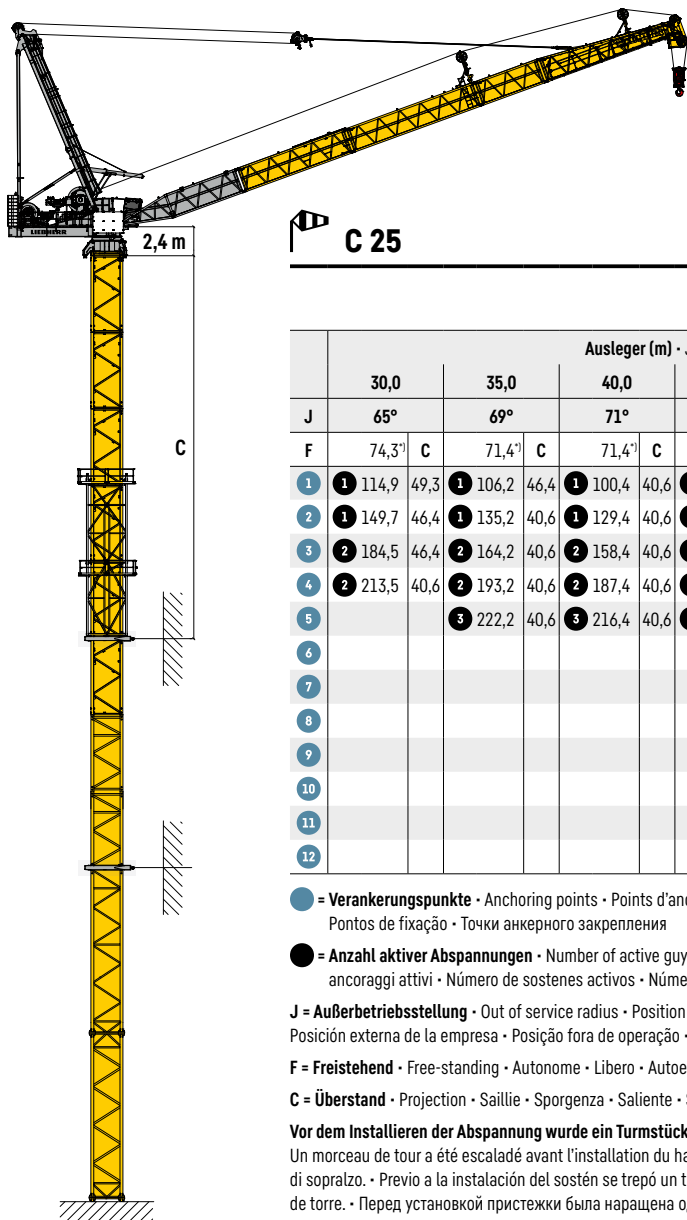 LIEBHERR
2,4 m
C
C 25
Ausleger (m) ·
30,0 35,0 40,0
J 65° 69° 71°
F 74,3*) C 71,4*) C 71,4*) C
1 1 114,9 49,3 1 106,2 46,4 1 100,4 40,6
2 1 149,7 46,4 1 135,2 40,6 1 129,4 40,6
3 2 184,5 46,4 2 164,2 40,6 2 158,4 40,6
4 2 213,5 40,6 2 193,2 40,6 2 187,4 40,6
5 3 222,2 40,6 3 216,4 40,6
6
7
8
9
10
11
12
= Verankerungspunkte · Anchoring points · Points d'anc
Pontos de fixação · Точки анкерного закрепления
= Anzahl aktiver Abspannungen · Number of active guy
ancoraggi attivi · Número de sostenes activos · Núme
J = Außerbetriebsstellung · Out of service radius · Position
Posición externa de la empresa · Posição fora de operação ·
F = Freistehend · Free-standing · Autonome · Libero · Autoe
C = Überstand · Projection · Saillie · Sporgenza · Saliente ·
Vor dem Installieren der Abspannung wurde ein Turmstück
Un morceau de tour a été escaladé avant l'installation du ha
di sopralzo. · Previo a la instalación del sostén se trepó un t
de torre. · Перед установкой пристежки была наращена о